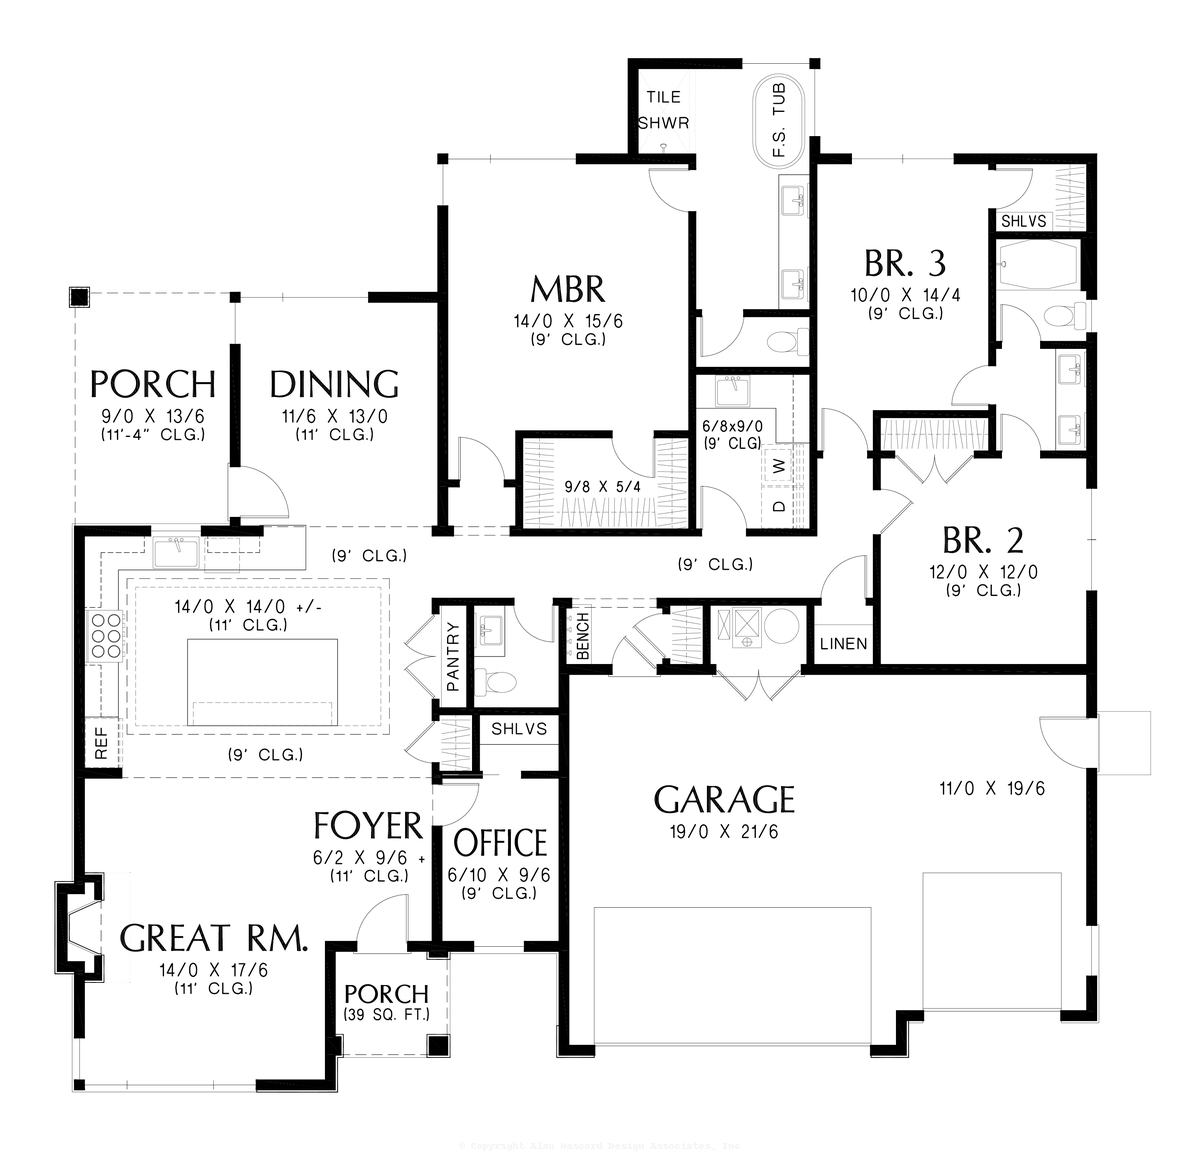 TILE
SHWR
F.S. TUB
SHLVS
BR. 3
10/0 X 14/4
(9' CLG.)
MBR
14/0 X 15/6
(9' CLG.)
PORCH
9/0 X 13/6
(11'-4" CLG.)
DINING
11/6 X 13/0
(11' CLG.)
6/8x9/0
(9' CLG)
W
D
9/8 X 5/4
BR. 2
12/0 X 12/0
(9' CLG.)
(9' CLG.)
(9' CLG.)
14/0 X 14/0 +/-
(11' CLG.)
PANTRY
BENCH
LINEN
REF
(9' CLG.)
SHLVS
GARAGE
19/0 X 21/6
11/0 X 19/6
FOYER
6/2 X 9/6 +
(11' CLG.)
OFFICE
6/10 X 9/6
(9' CLG.)
GREAT RM.
14/0 X 17/6
(11' CLG.)
PORCH
(39 SQ. FT.)
© Copyright Alan Mascord Design Associates, Inc